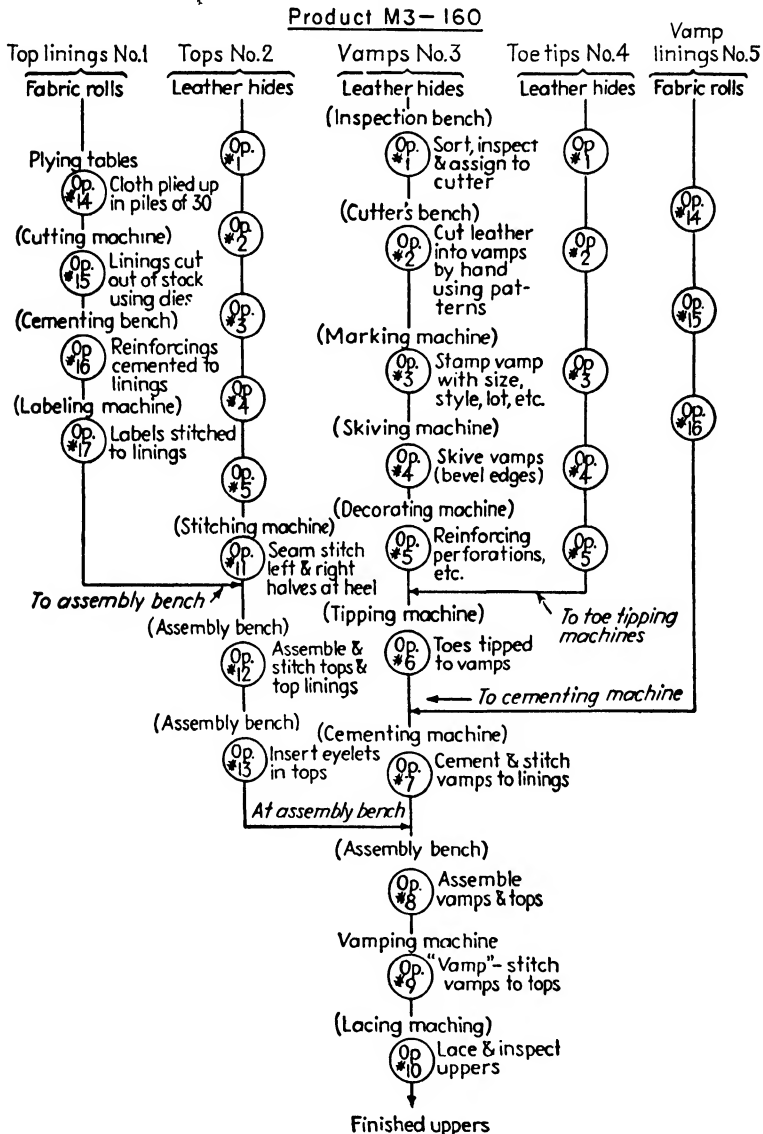 Product M3-160
Top linings No.1
Fabric rolls
Plying tables
Op. #14 Cloth plied up
in piles of 30
(Cutting machine)
Op. #15 Linings cut
out of stock
using dies
(Cementing bench)
Op #16 Reinforcings
cemented to
linings
(Labeling machine)
Op. #17 Labels stitched
to linings
To assembly bench
Tops No.2
Leather hides
Op. #1
Op. #2
Op. #3
Op #4
Op. #5
(Stitching machine)
Op. #11 Seam stitch
left & right
halves at heel
(Assembly bench)
Op. #12 Assemble &
stitch tops &
top linings
(Assembly bench)
Op. #13 Insert eyelets
in tops
At assembly bench
Vamps No.3
Leather hides
(Inspection bench)
Op. #1 Sort, inspect
& assign to
cutter
(Cutter's bench)
Op. #2 Cut leather
into vamps
by hand
using pat-
terns
(Marking machine)
Op. #3 Stamp vamp
with size,
style, lot, etc.
(Skiving machine)
Op. #4 Skive vamps
(bevel edges)
(Decorating machine)
Op. #5 Reinforcing
perforations,
etc.
(Tipping machine)
Op. #6 Toes tipped
to vamps
(Cementing machine)
Op. #7 Cement & stitch
vamps to linings
(Assembly bench)
Op. #8 Assemble
vamps & tops
Vamping machine
Op. #9 "Vamp"- stitch
vamps to tops
(Lacing maching)
Op #10 Lace & inspect
uppers
Finished uppers
Toe tips No.4
Leather hides
Op. #1
Op #2
Op. #3
Op. #4
Op. #5
To toe tipping
machines
Vamp
linings No.5
Fabric rolls
Op. #14
Op. #15
Op. #16
To cementing machine